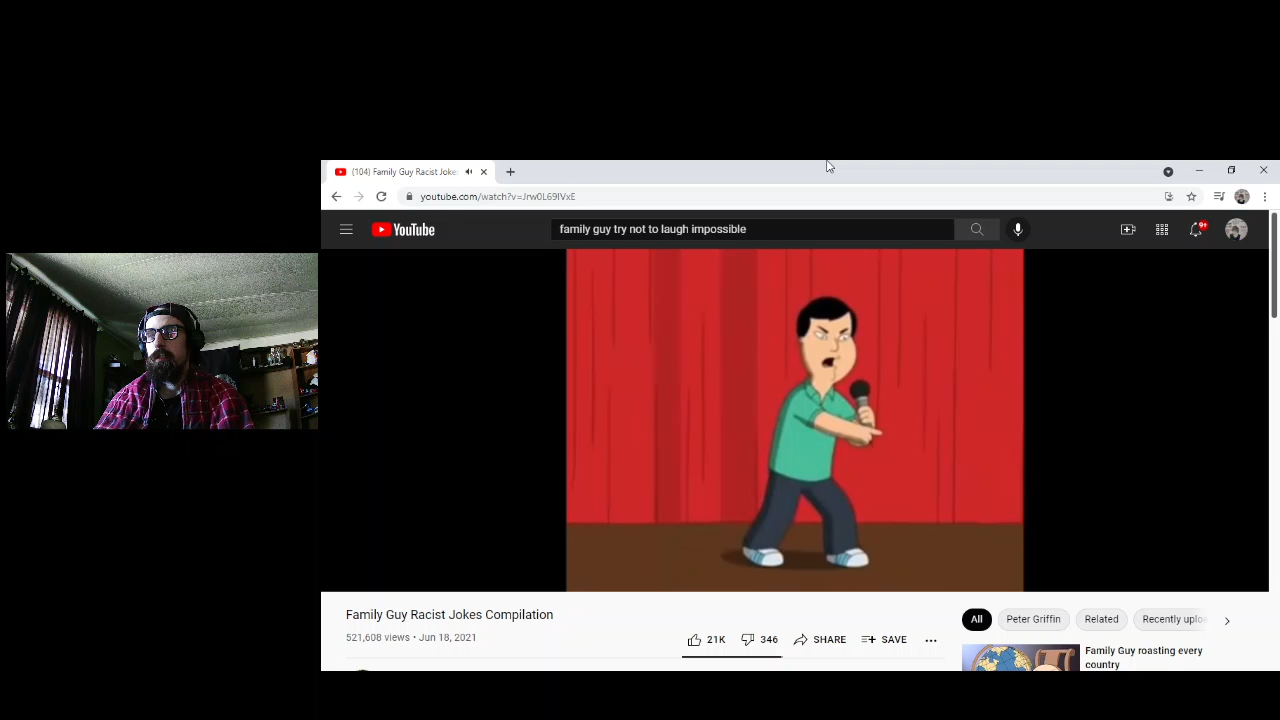 (104) Family Guy Racist Joke
youtube.com/watch?v=Jrw0L69IVxE
YouTube
family guy try not to laugh impossible
9+
Family Guy Racist Jokes Compilation
521,608 views • Jun 18, 2021
21K
346
SHARE
SAVE
All
Peter Griffin
Related
Recently uplo
Family Guy roasting every
country